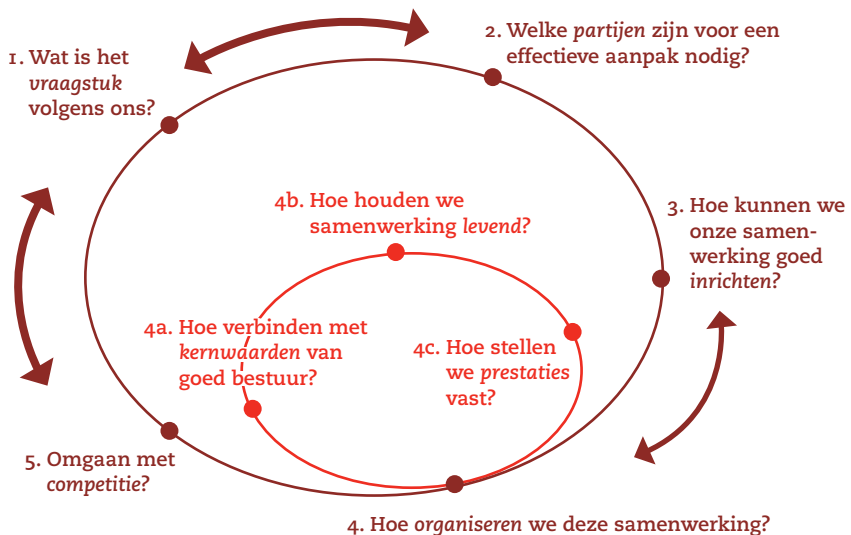 1. Wat is het
vraagstuk
volgens ons?
2. Welke partijen zijn voor een
effectieve aanpak nodig?
3. Hoe kunnen we
onze samen-
werking goed
inrichten?
4b. Hoe houden we
samenwerking levend?
4a. Hoe verbinden met
kernwaarden van
goed bestuur?
4c. Hoe stellen
we prestaties
vast?
5. Omgaan met
competitie?
4. Hoe organiseren we deze samenwerking?